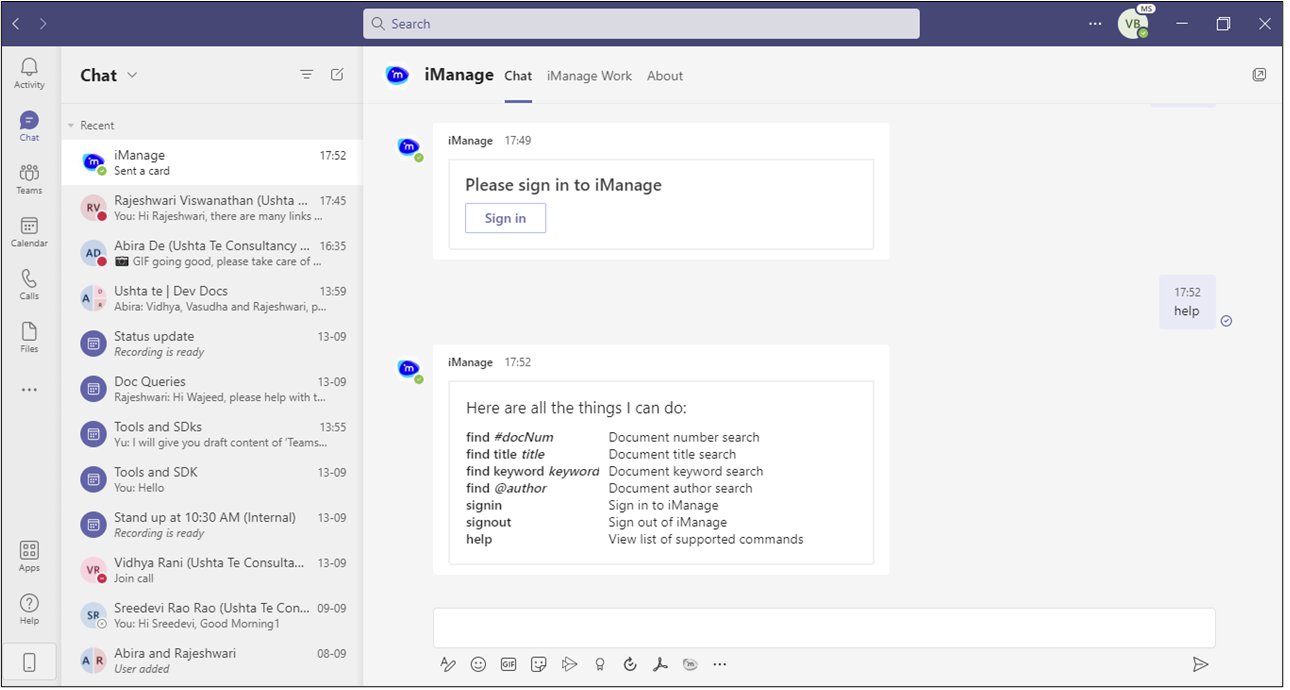 Search
MS
VB
Activity
Chat
Teams
Calendar
Calls
Files
Apps
Help
Chat
Recent
iManage 17:52
Sent a card
RV
Rajeshwari Viswanathan (Ushta ... 17:45
You: Hi Rajeshwari, there are many links ...
AD
Abira De (Ushta Te Consultancy ... 16:35
GIF going good, please take care of ...
A
Ushta te | Dev Docs 13:59
Abira: Vidhya, Vasudha and Rajeshwari, p...
Status update 13-09
Recording is ready
Doc Queries 13-09
Rajeshwari: Hi Wajeed, please help with t...
Tools and SDks 13:55
Yu: I will give you draft content of 'Teams...
Tools and SDK 13-09
You: Hello
Stand up at 10:30 AM (Internal) 13-09
Recording is ready
VR
Vidhya Rani (Ushta Te Consulta... 13-09
Join call
SR
Sreedevi Rao Rao (Ushta Te Con... 09-09
You: Hi Sreedevi, Good Morning1
A R
Abira and Rajeshwari 08-09
User added
m iManage Chat iManage Work About
m
iManage 17:49
Please sign in to iManage
Sign in
17:52
help
m
iManage 17:52
Here are all the things I can do:
find #docNum Document number search
find title title Document title search
find keyword keyword Document keyword search
find @author Document author search
signin Sign in to iManage
signout Sign out of iManage
help View list of supported commands
GIF